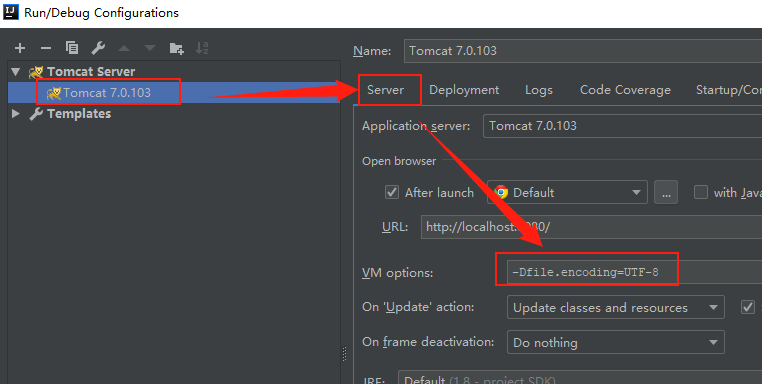 Run/Debug Configurations
Name: Tomcat 7.0.103
Tomcat Server
Tomcat 7.0.103
Templates
Server Deployment Logs Code Coverage Startup/Con
Application server: Tomcat 7.0.103
Open browser
After launch Default ... with Java
URL: http://localhost: 80/
VM options: -Dfile.encoding=UTF-8
On 'Update' action: Update classes and resources
On frame deactivation: Do nothing
JRE: Default (1.8 - project SDK)